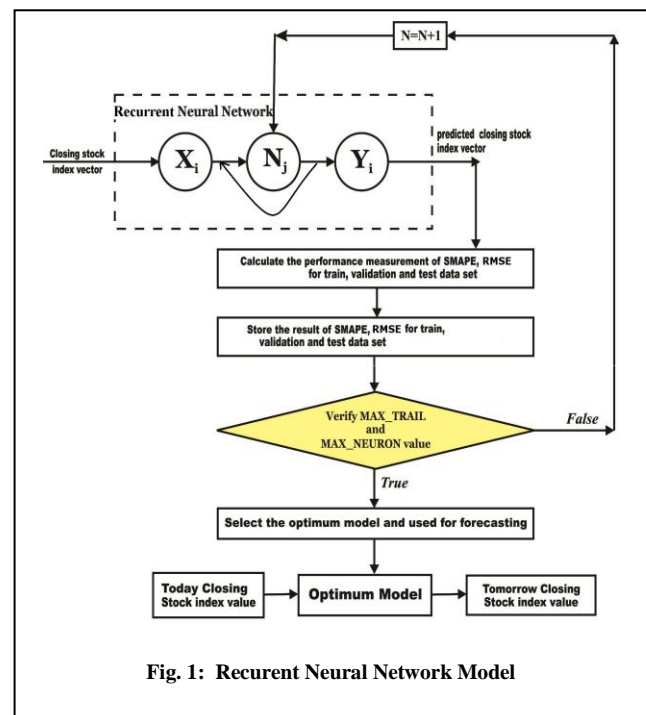 N=N+1
Recurrent Neural Network
Closing stock
index vector
X i
N j
Y i
predicted closing stock
index vector
Calculate the performance measurement of SMAPE, RMSE
for train, validation and test data set
Store the result of SMAPE, RMSE for train,
validation and test data set
Verify MAX_TRAIL
and
MAX_NEURON value
False
True
Select the optimum model and used for forecasting
Today Closing
Stock index value
Optimum Model
Tomorrow Closing
Stock index value
Fig. 1: Recurent Neural Network Model